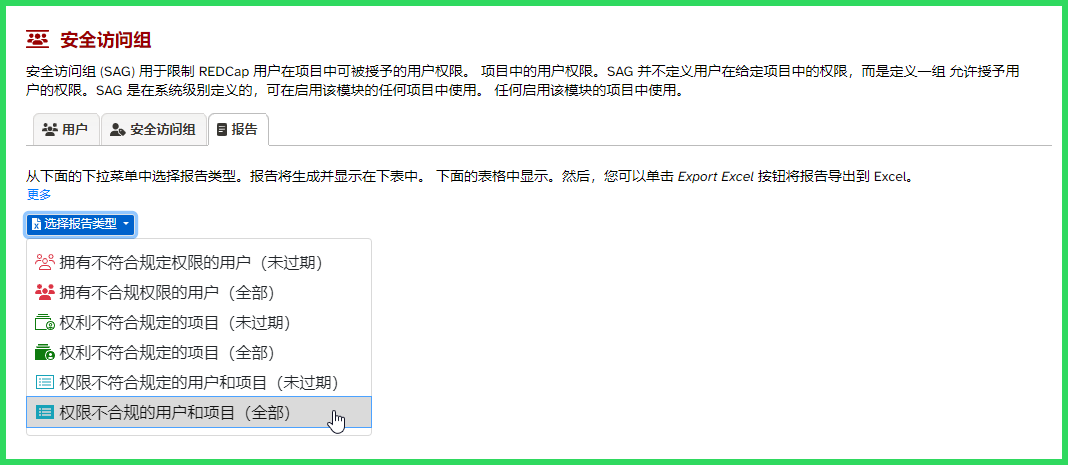 安全访问组
安全访问组 (SAG) 用于限制 REDCap 用户在项目中可被授予的用户权限。 项目中的用户权限。SAG 并不定义用户在给定项目中的权限，而是定义一组 允许授予用
户的权限。SAG 是在系统级别定义的，可在启用该模块的任何项目中使用。 任何启用该模块的项目中使用。
用户 安全访问组 报告
从下面的下拉菜单中选择报告类型。报告将生成并显示在下表中。 下面的表格中显示。然后，您可以单击 Export Excel 按钮将报告导出到 Excel。
更多
选择报告类型
拥有不符合规定权限的用户（未过期）
拥有不合规权限的用户（全部）
权利不符合规定的项目（未过期）
权利不符合规定的项目（全部）
权限不符合规定的用户和项目（未过期）
权限不合规的用户和项目（全部）